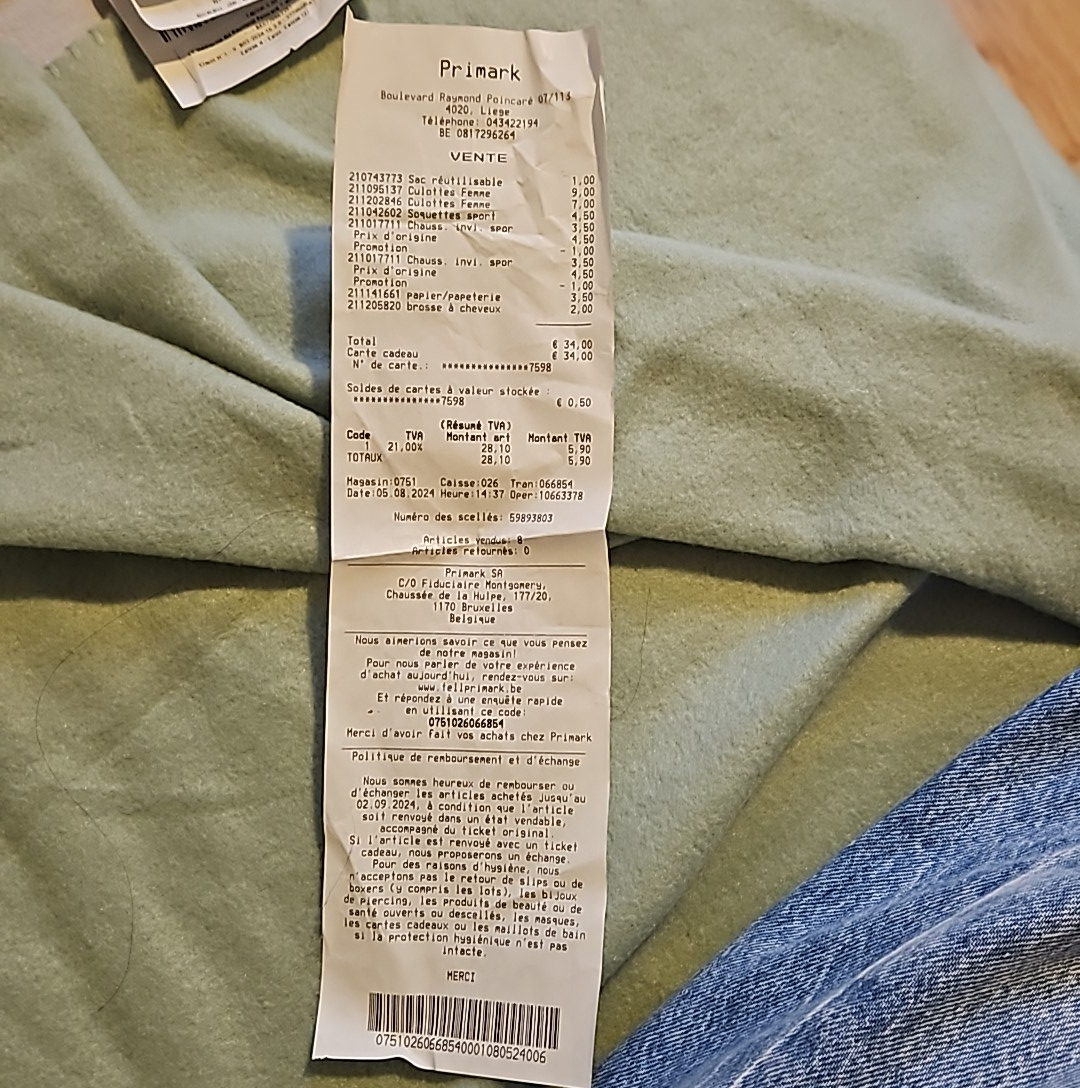 Primark
Boulevard Raymond Poincaré 07/113
4020, Liege
Téléphone: 043422194
BE 0817296264
VENTE
210743773 Sac réutilisable 1,00
211095137 Culottes Femme 9,00
211202846 Culottes Femme 7,00
211042602 Soquettes sport 4,50
211017711 Chauss. invi. spor 3,50
Prix d'origine 4,50
Promotion - 1,00
211017711 Chauss. invi. spor 3,50
Prix d'origine 4,50
Promotion - 1,00
211141661 papier/papeterie 3,50
211205820 brosse à cheveux 2,00
Total € 34,00
Carte cadeau € 34,00
N° de carte.: ***************7598
Soldes de cartes à valeur stockée :
***************7598 € 0,50
(Résumé TVA)
Code TVA Montant art Montant TVA
1 21,00% 28,10 5,90
TOTAUX 28,10 5,90
Magasin:0751 Caisse:026 Tran:066854
Date:05.08.2024 Heure:14:37 Oper:10663378
Numéro des scellés: 59893803
Articles vendus: 8
Articles retournés: 0
Primark SA
C/O Fiduciaire Montgomery,
Chaussée de la Hulpe, 177/20,
1170 Bruxelles
Belgique
Nous aimerions savoir ce que vous pensez
de notre magasin!
Pour nous parler de votre expérience
d'achat aujourd'hui, rendez-vous sur:
www.tellprimark.be
Et répondez à une enquête rapide
en utilisant ce code:
0751026066854
Merci d'avoir fait vos achats chez Primark
Politique de remboursement et d'échange
Nous sommes heureux de rembourser ou
d'échanger les articles achetés jusqu'au
02.09.2024, à condition que l'article
soit renvoyé dans un état vendable,
accompagné du ticket original.
Si l'article est renvoyé avec un ticket
cadeau, nous proposerons un échange.
Pour des raisons d'hygiène, nous
n'acceptons pas le retour de slips ou de
boxers (y compris les lots), les bijoux
de piercing, les produits de beauté ou de
santé ouverts ou descellés, les masques,
les cartes cadeaux ou les maillots de bain
si la protection hygiénique n'est pas
intacte.
MERCI
07510260668540001080524006